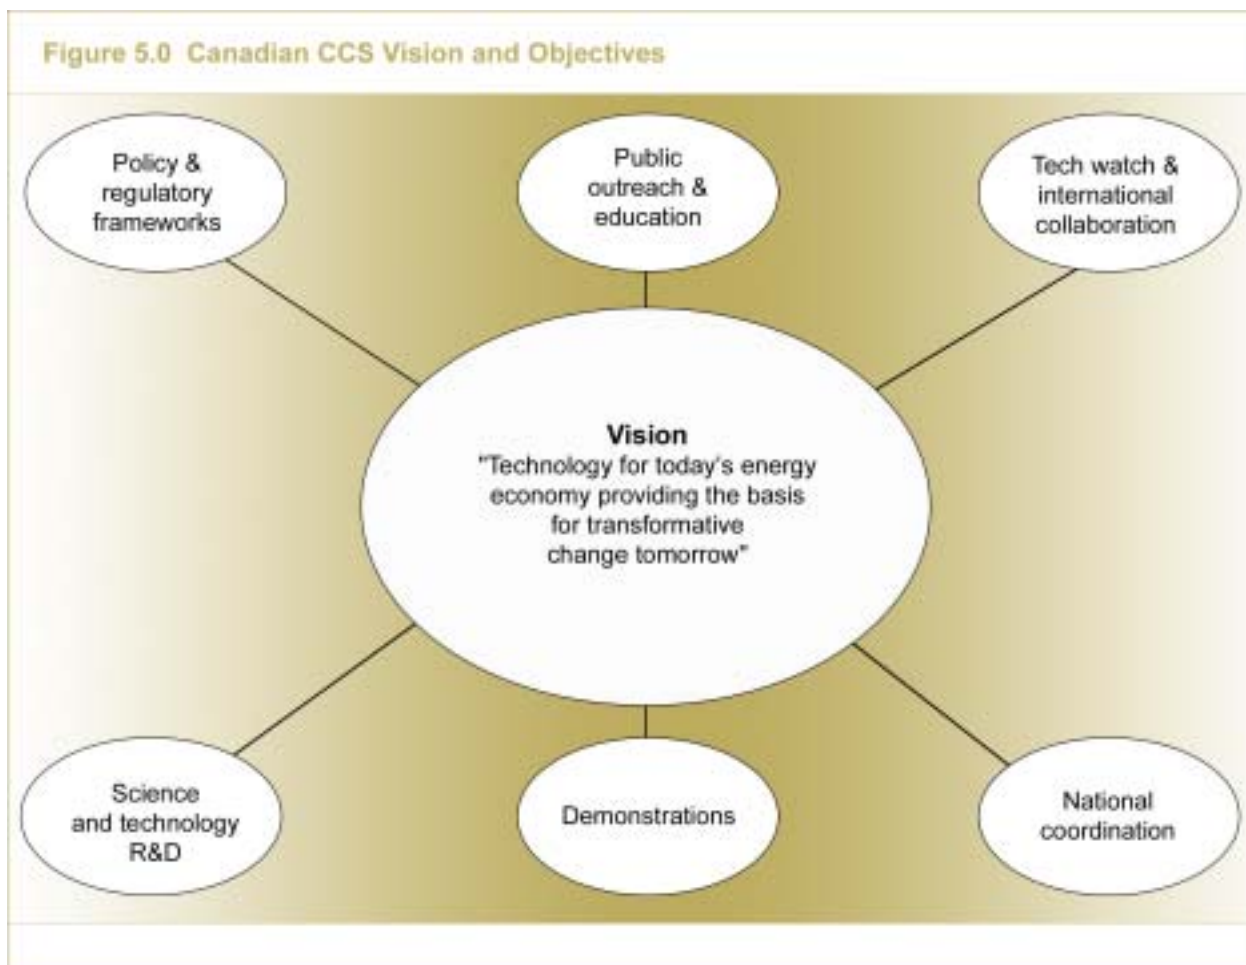 Figure 5.0 Canadian CCS Vision and Objectives
Policy &
regulatory
frameworks
Public
outreach &
education
Tech watch &
international
collaboration
Vision
"Technology for today's energy
economy providing the basis
for transformative
change tomorrow"
Science
and technology
R&D
Demonstrations
National
coordination